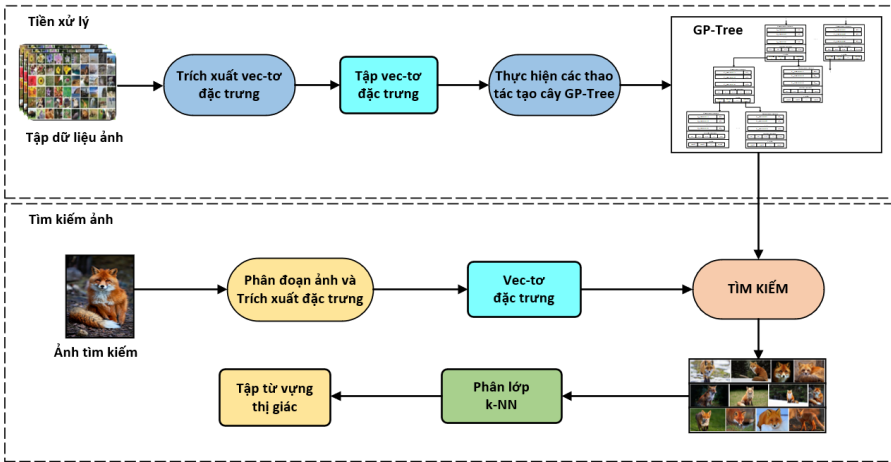 Tiền xử lý
GP-Tree
Trích xuất vec-tơ
đặc trưng
Tập vec-tơ
đặc trưng
Thực hiện các thao
tác tạo cây GP-Tree
Tập dữ liệu ảnh
Tìm kiếm ảnh
Phân đoạn ảnh và
Trích xuất đặc trưng
Vec-tơ
đặc trưng
TÌM KIẾM
Ảnh tìm kiếm
Tập từ vựng
thị giác
Phân lớp
k-NN